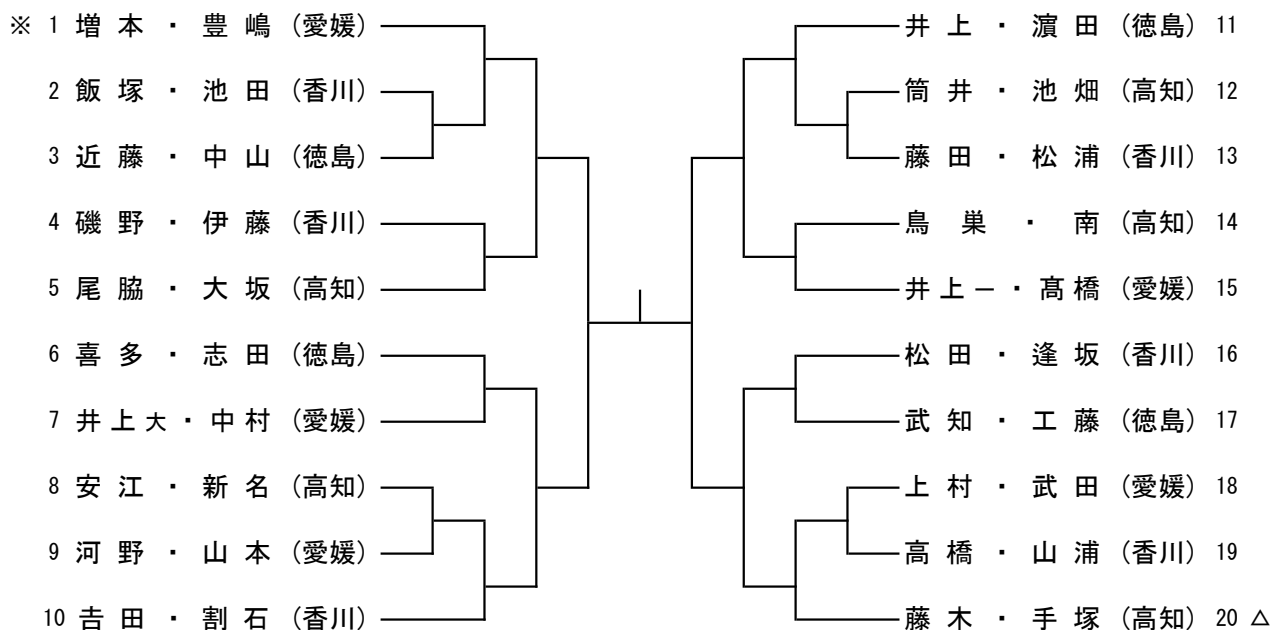 ※ 1 増本・豊嶋 (愛媛)
2 飯塚・池田 (香川)
3 近藤・中山 (徳島)
4 磯野・伊藤 (香川)
5 尾脇・大坂 (高知)
6 喜多・志田 (徳島)
7 井上大・中村 (愛媛)
8 安江・新名 (高知)
9 河野・山本 (愛媛)
10 𠮷田・割石 (香川)
井上・濵田 (徳島) 11
筒井・池畑 (高知) 12
藤田・松浦 (香川) 13
鳥巣・南 (高知) 14
井上一・髙橋 (愛媛) 15
松田・逢坂 (香川) 16
武知・工藤 (徳島) 17
上村・武田 (愛媛) 18
高橋・山浦 (香川) 19
藤木・手塚 (高知) 20 △